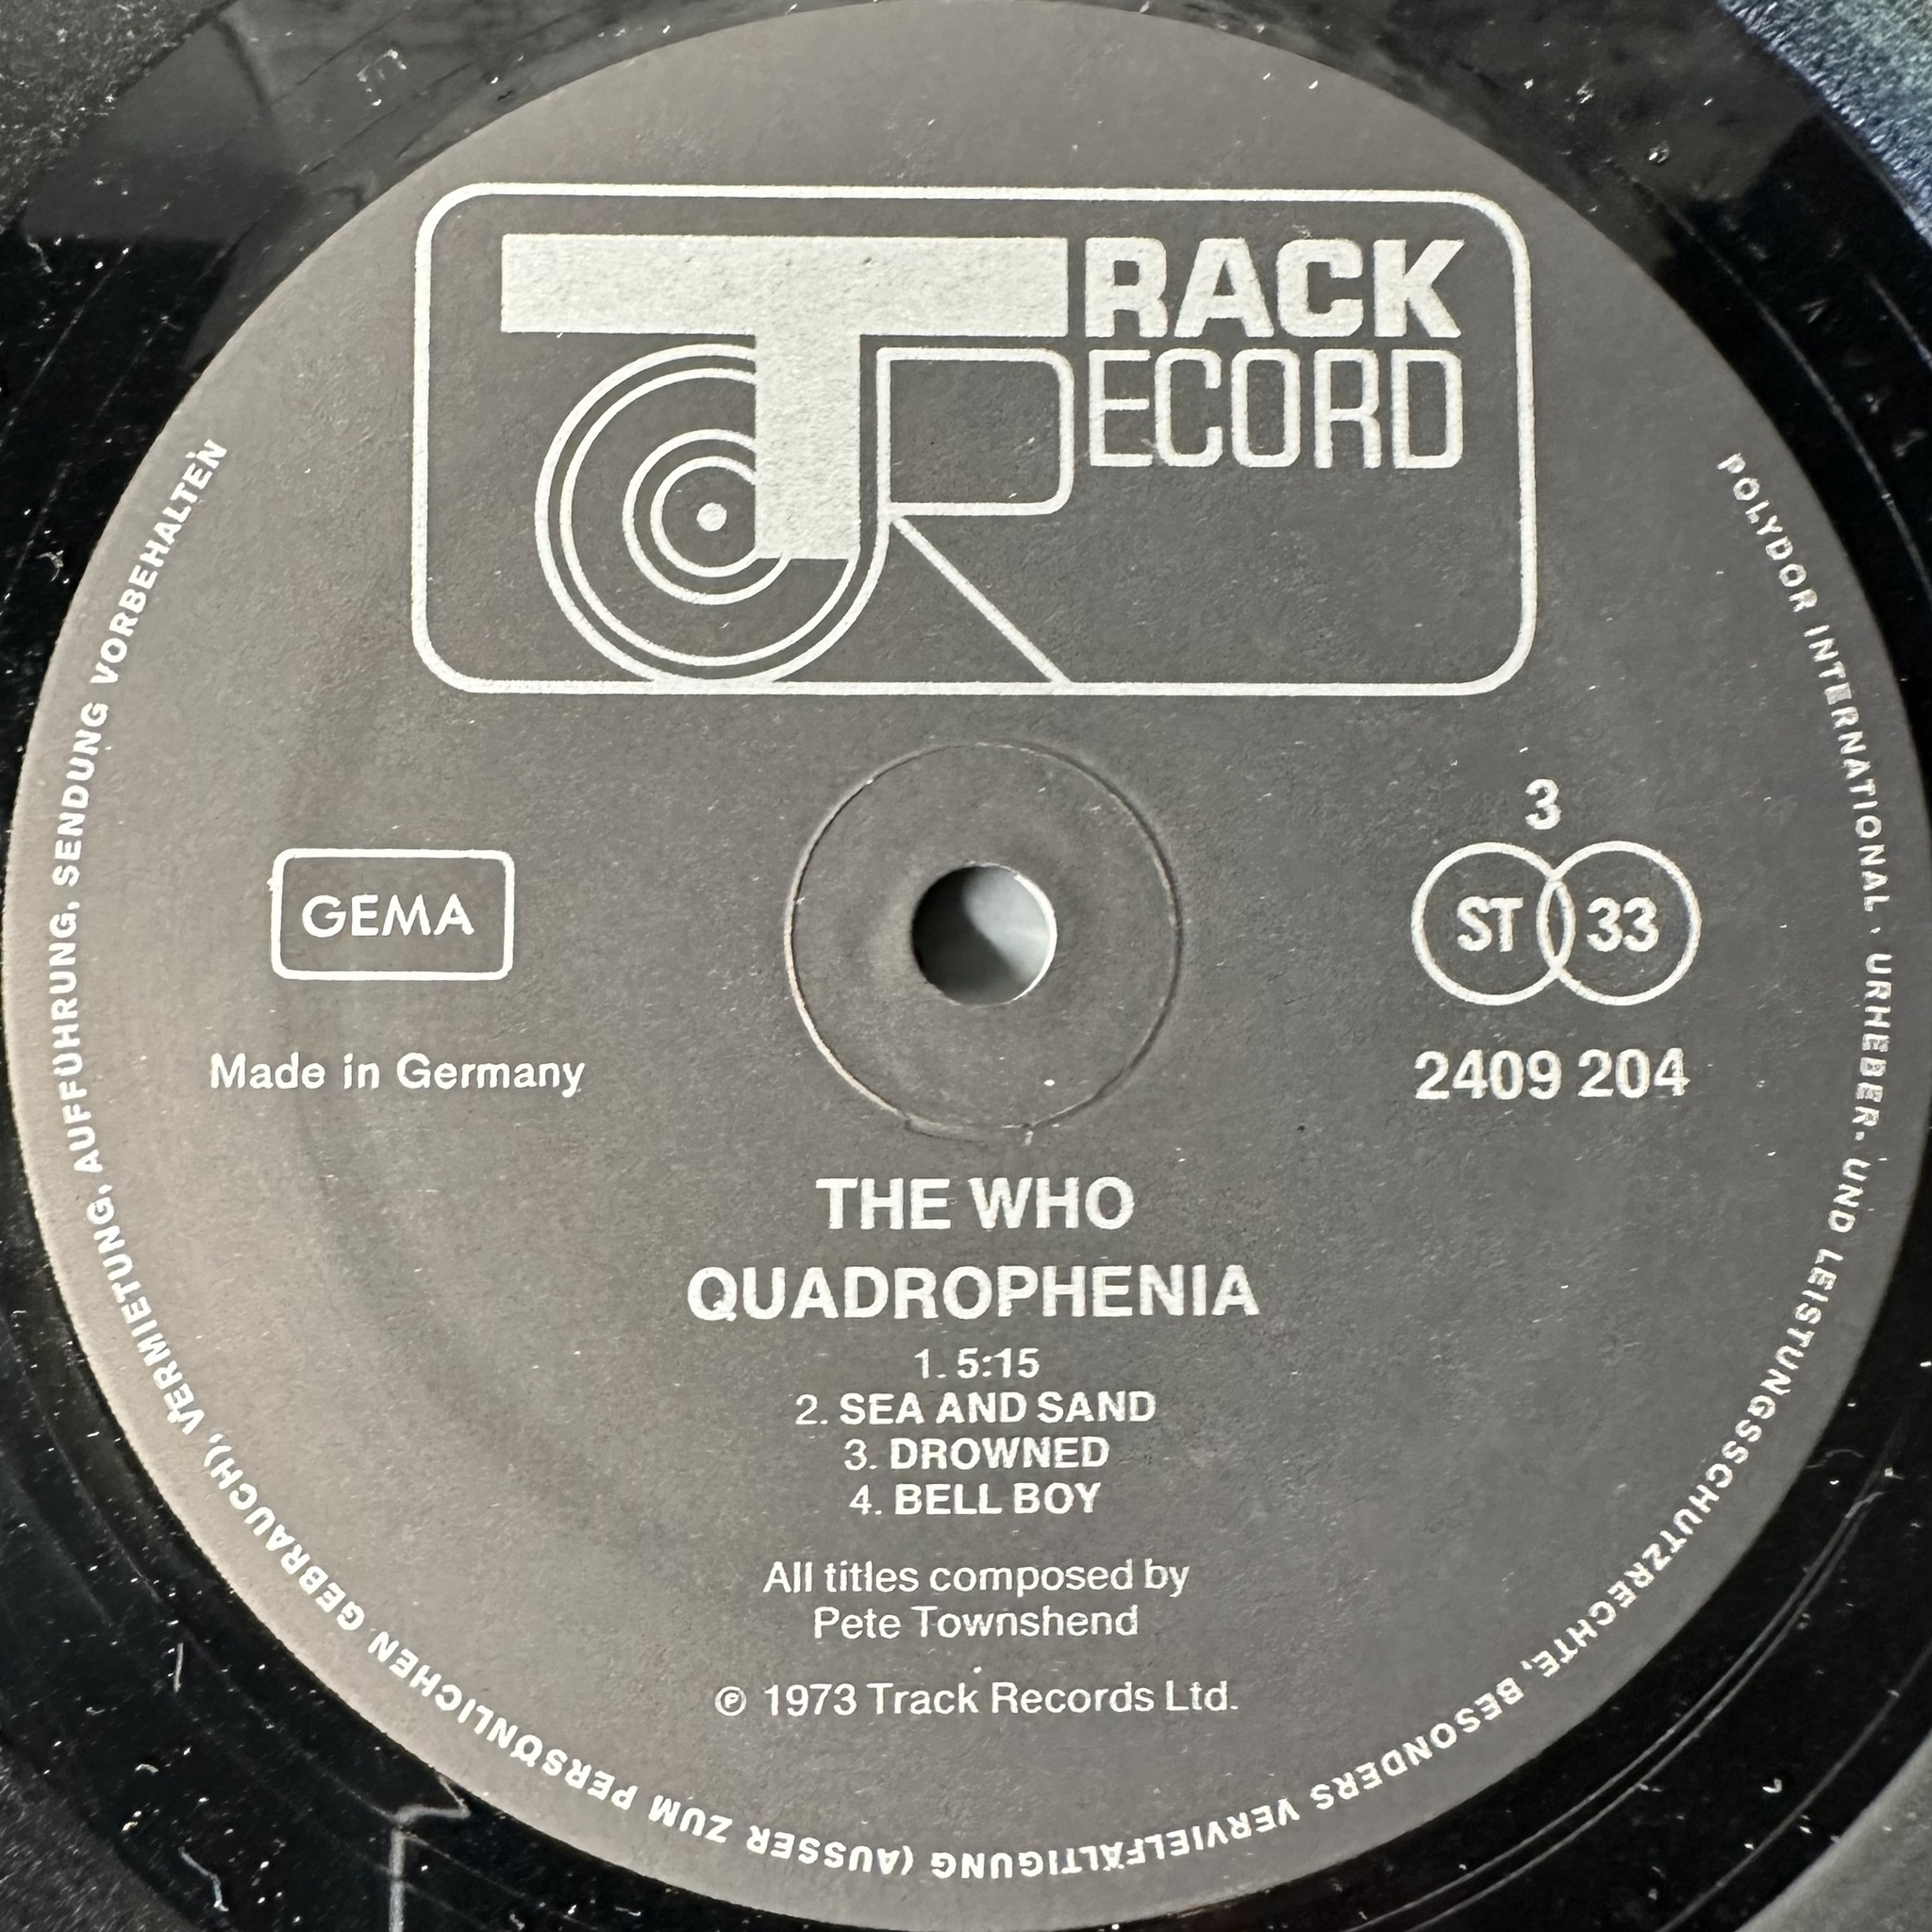 TRACK
RECORD
3
GEMA
ST 33
Made in Germany
2409 204
THE WHO
QUADROPHENIA
1. 5:15
2. SEA AND SAND
3. DROWNED
4. BELL BOY
All titles composed by
Pete Townshend
℗ 1973 Track Records Ltd.
POLYDOR INTERNATIONAL · URHEBER- UND LEISTUNGSSCHUTZRECHTE, BESONDERS VERVIELFÄLTIGUNG (AUSSER ZUM PERSÖNLICHEN GEBRAUCH), VERMIETUNG, AUFFÜHRUNG, SENDUNG VORBEHALTEN